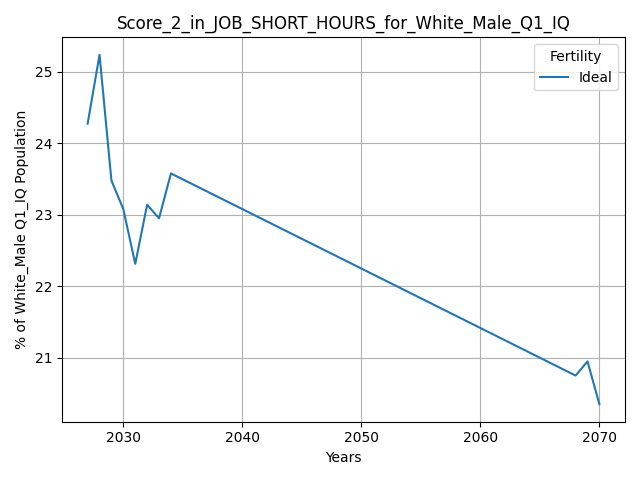 Score_2_in_JOB_SHORT_HOURS_for_White_Male_Q1_IQ
Fertility
Ideal
% of White_Male Q1_IQ Population
25
24
23
22
21
2030 2040 2050 2060 2070
Years